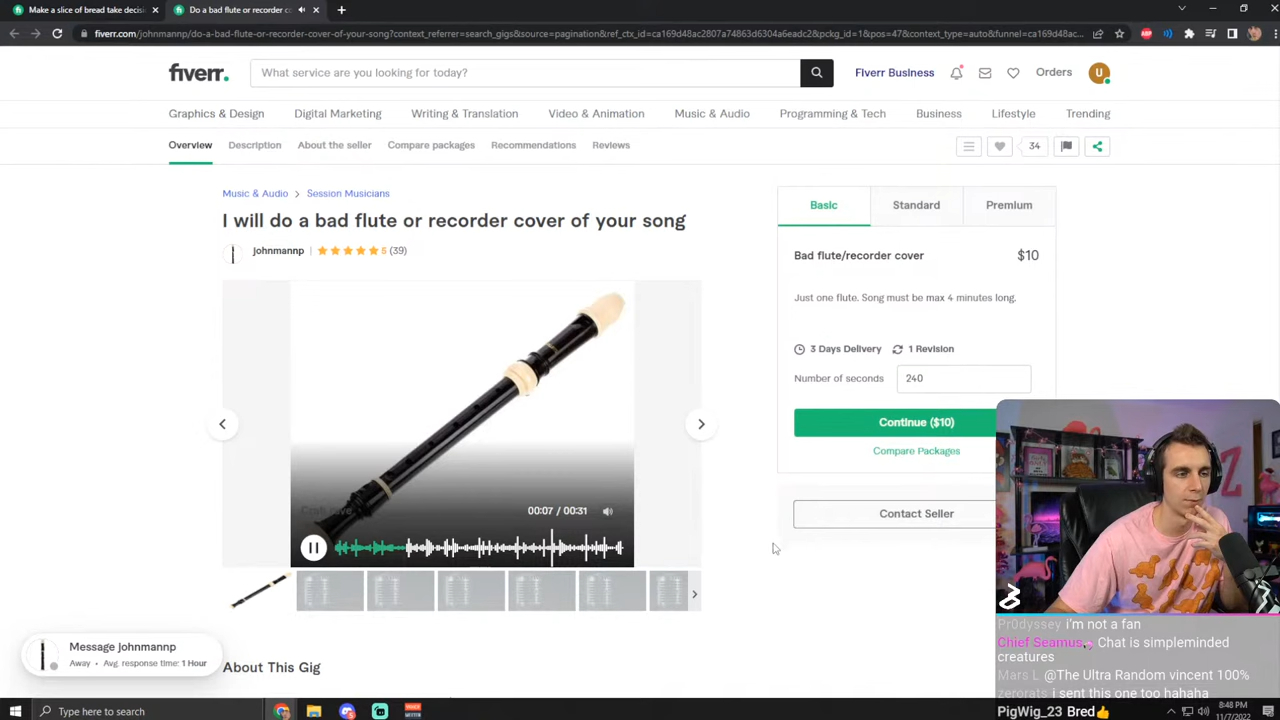 Make a slice of bread take decisi
Do a bad flute or recorder c
fiverr.com/johnmannp/do-a-bad-flute-or-recorder-cover-of-your-song?context_referrer=search_gigs&source=pagination&ref_ctx_id=ca169d48ac2807a74863d6304a6eadc2&pckg_id=1&pos=47&context_type=auto&funnel=ca169d48ac...
fiverr.
What service are you looking for today?
Fiverr Business
Orders
U
Graphics & Design
Digital Marketing
Writing & Translation
Video & Animation
Music & Audio
Programming & Tech
Business
Lifestyle
Trending
Overview
Description
About the seller
Compare packages
Recommendations
Reviews
34
Music & Audio > Session Musicians
I will do a bad flute or recorder cover of your song
johnmannp | 5 (39)
Basic
Standard
Premium
Bad flute/recorder cover $10
Just one flute. Song must be max 4 minutes long.
3 Days Delivery 1 Revision
Number of seconds 240
Continue ($10)
Compare Packages
Contact Seller
Crab rave
00:07 / 00:31
Message johnmannp
Away • Avg. response time: 1 Hour
About This Gig
Pr0dyssey i'm not a fan
Chief Seamus Chat is simpleminded
creatures
Mars L @The Ultra Random vincent 100%
zerorats i sent this one too hahaha
PigWig_23 Bred👍
Type here to search
8:48 PM
11/7/2022